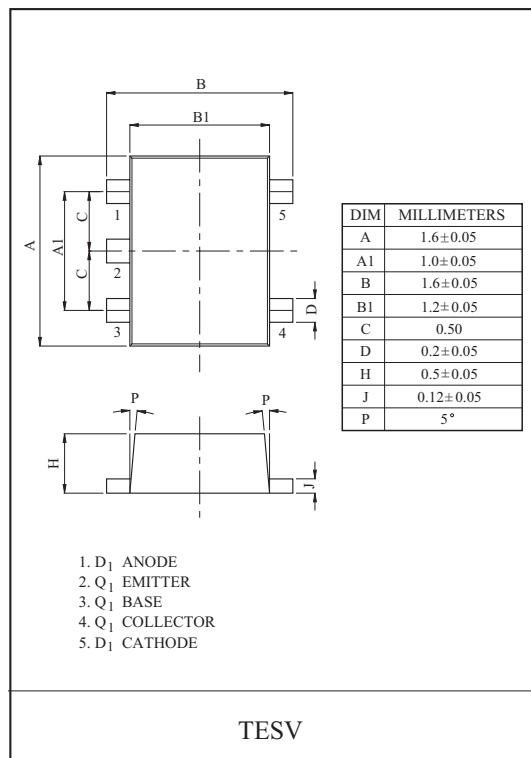 B
B1
A
A1
C
C
1
2
3
5
4
D
DIM MILLIMETERS
A 1.6±0.05
A1 1.0±0.05
B 1.6±0.05
B1 1.2±0.05
C 0.50
D 0.2±0.05
H 0.5±0.05
J 0.12±0.05
P 5°
P P
H
J
1. D1 ANODE
2. Q1 EMITTER
3. Q1 BASE
4. Q1 COLLECTOR
5. D1 CATHODE
TESV